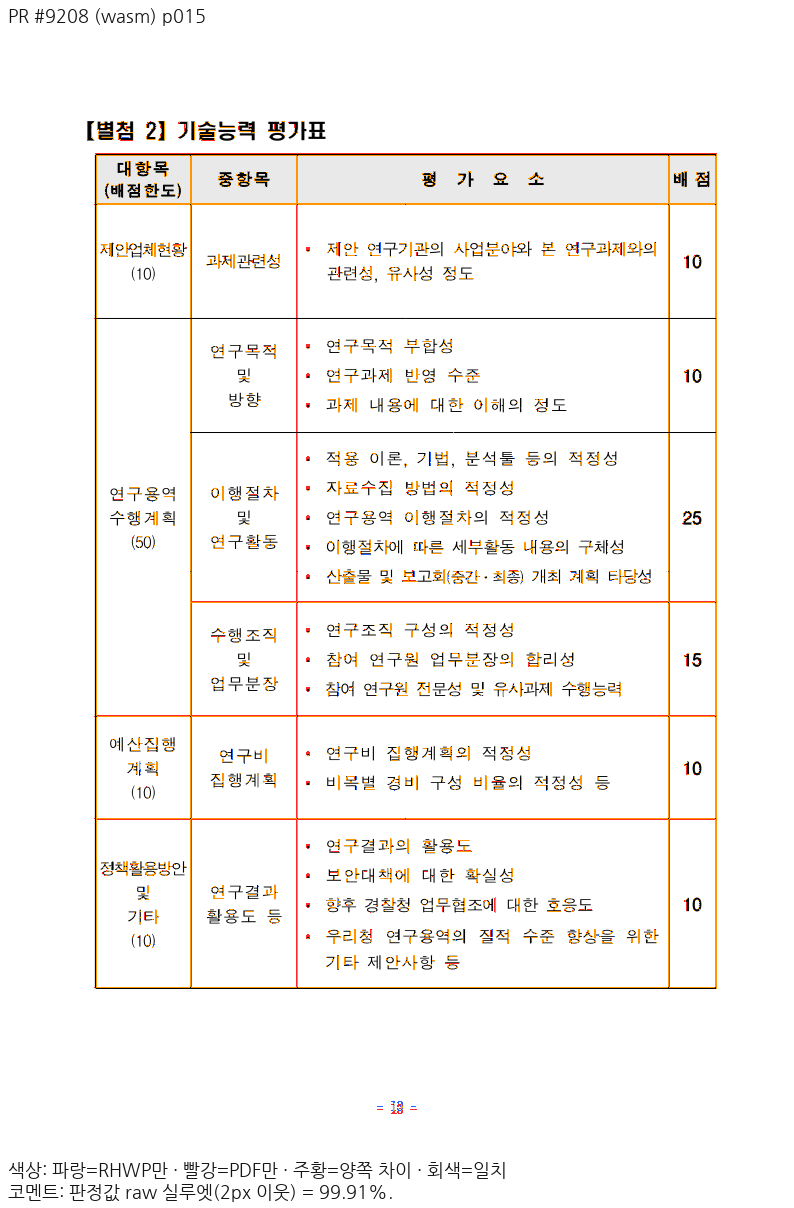 PR #9208 (wasm) p015
【별첨 2】 기술능력 평가표
대항목
(배점한도)
중항목
평 가 요 소
배 점
제안업체현황
(10)
과제관련성
• 제안 연구기관의 사업분야와 본 연구과제와의
관련성, 유사성 정도
10
연구용역
수행계획
(50)
연구목적
및
방향
• 연구목적 부합성
• 연구과제 반영 수준
• 과제 내용에 대한 이해의 정도
10
이행절차
및
연구활동
• 적용 이론, 기법, 분석툴 등의 적정성
• 자료수집 방법의 적정성
• 연구용역 이행절차의 적정성
• 이행절차에 따른 세부활동 내용의 구체성
• 산출물 및 보고회(중간·최종) 개최 계획 타당성
25
수행조직
및
업무분장
• 연구조직 구성의 적정성
• 참여 연구원 업무분장의 합리성
• 참여 연구원 전문성 및 유사과제 수행능력
15
예산집행
계획
(10)
연구비
집행계획
• 연구비 집행계획의 적정성
• 비목별 경비 구성 비율의 적정성 등
10
정책활용방안
및
기타
(10)
연구결과
활용도 등
• 연구결과의 활용도
• 보안대책에 대한 확실성
• 향후 경찰청 업무협조에 대한 호응도
• 우리청 연구용역의 질적 수준 향상을 위한
기타 제안사항 등
10
색상: 파랑=RHWP만 · 빨강=PDF만 · 주황=양쪽 차이 · 회색=일치
코멘트: 판정값 raw 실루엣(2px 이웃) = 99.91%.